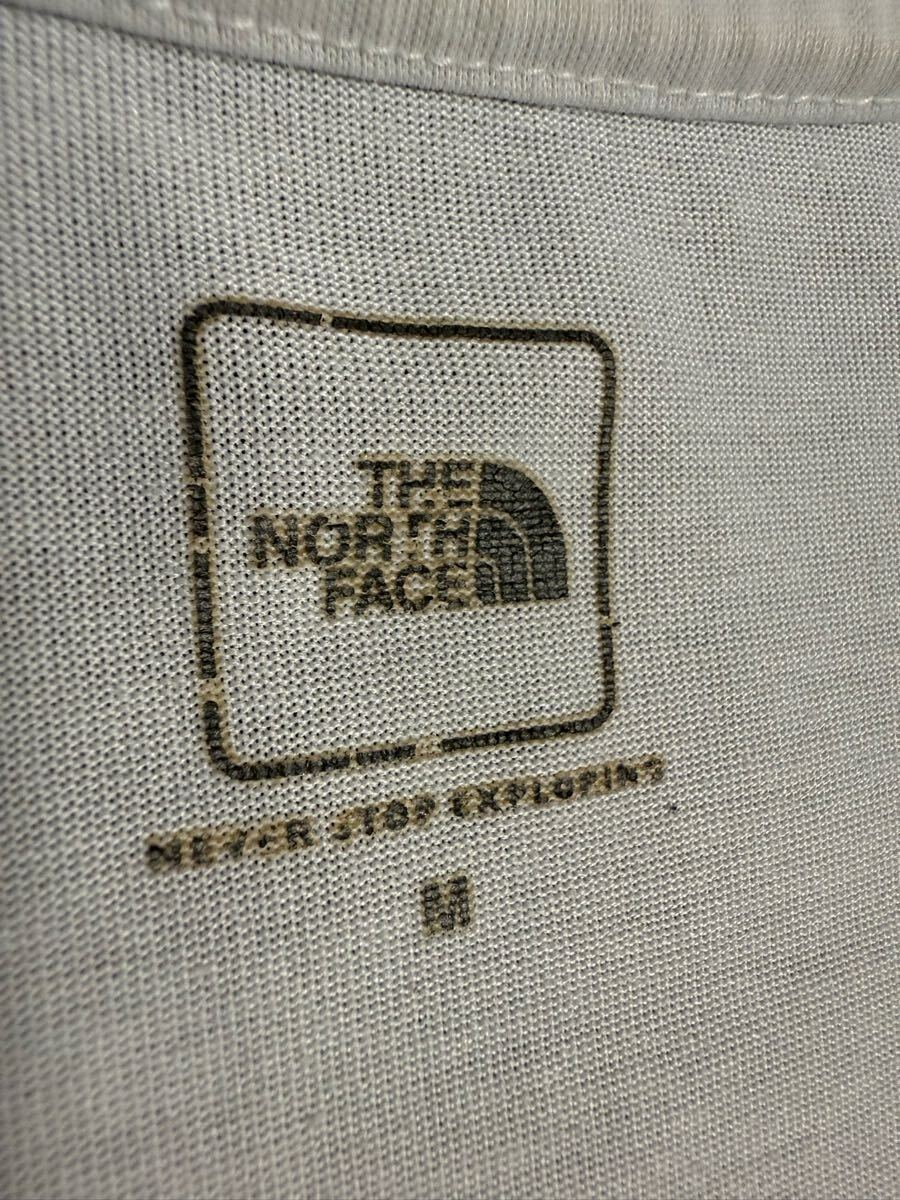 THE
NORTH
FACE
NEVER STOP EXPLORING
M